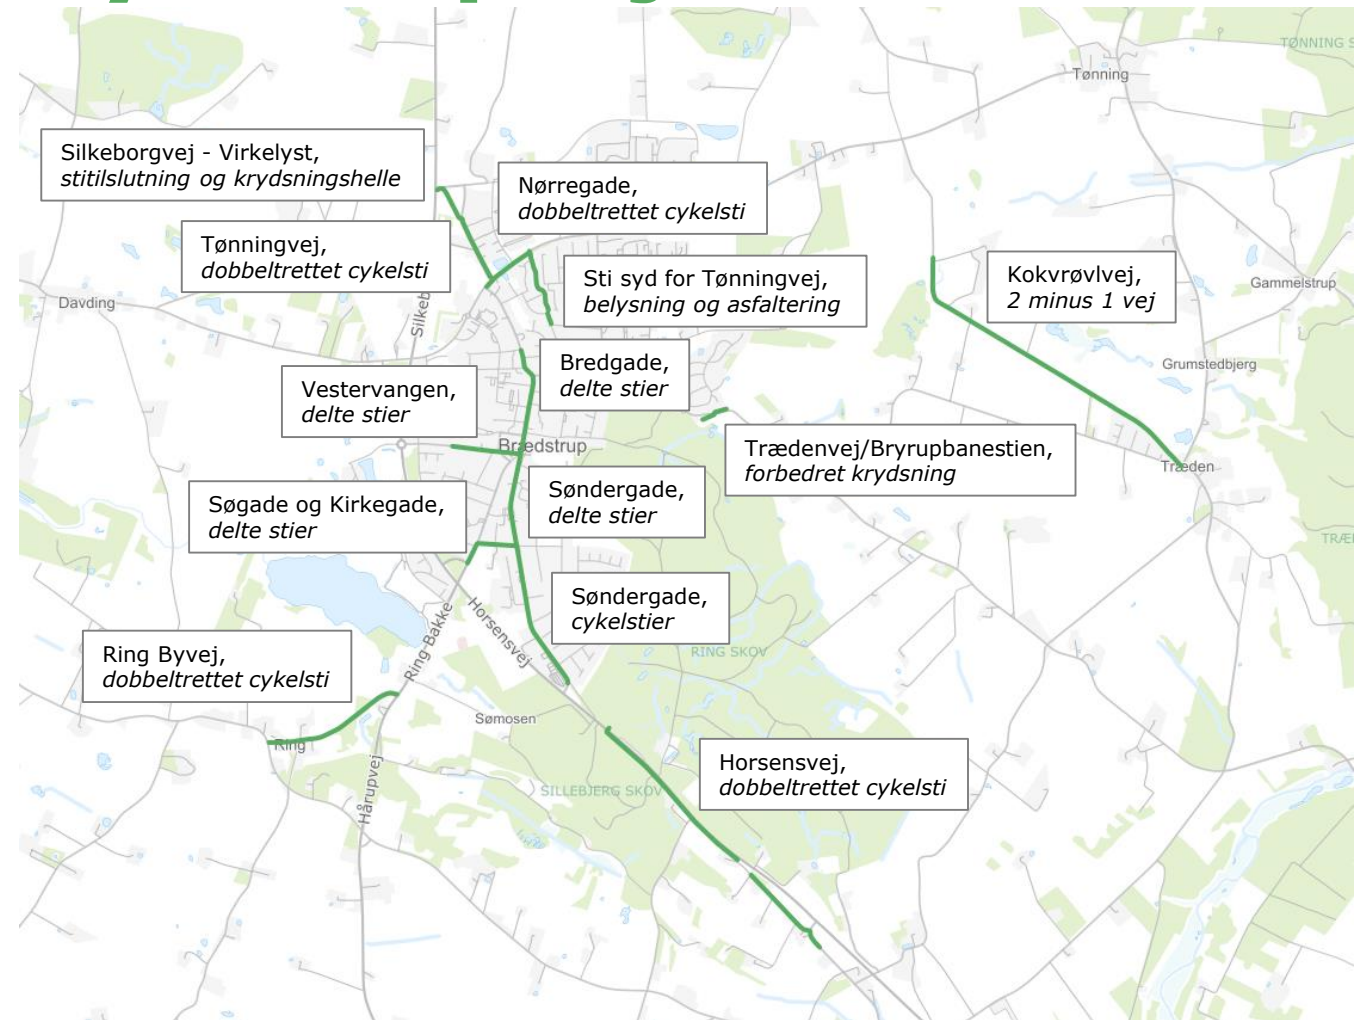 TØNNING S
Tønning
Silkeborgvej - Virkelyst,
stitilslutning og krydsningshelle
Nørregade,
dobbeltrettet cykelsti
Tønningvej,
dobbeltrettet cykelsti
Sti syd for Tønningvej,
belysning og asfaltering
Kokvrøvlvej,
2 minus 1 vej
Gammelstrup
Davding
Silkeb
Bredgade,
delte stier
Grumstedbjerg
Vestervangen,
delte stier
Brædstrup
Trædenvej/Bryrupbanestien,
forbedret krydsning
Træden
Søgade og Kirkegade,
delte stier
Søndergade,
delte stier
TRÆ
Søndergade,
cykelstier
Horsensvej
Ring Bakke
RING SKOV
Ring Byvej,
dobbeltrettet cykelsti
Sømosen
Ring
Hårupvej
Horsensvej,
dobbeltrettet cykelsti
SILLEBJERG SKOV